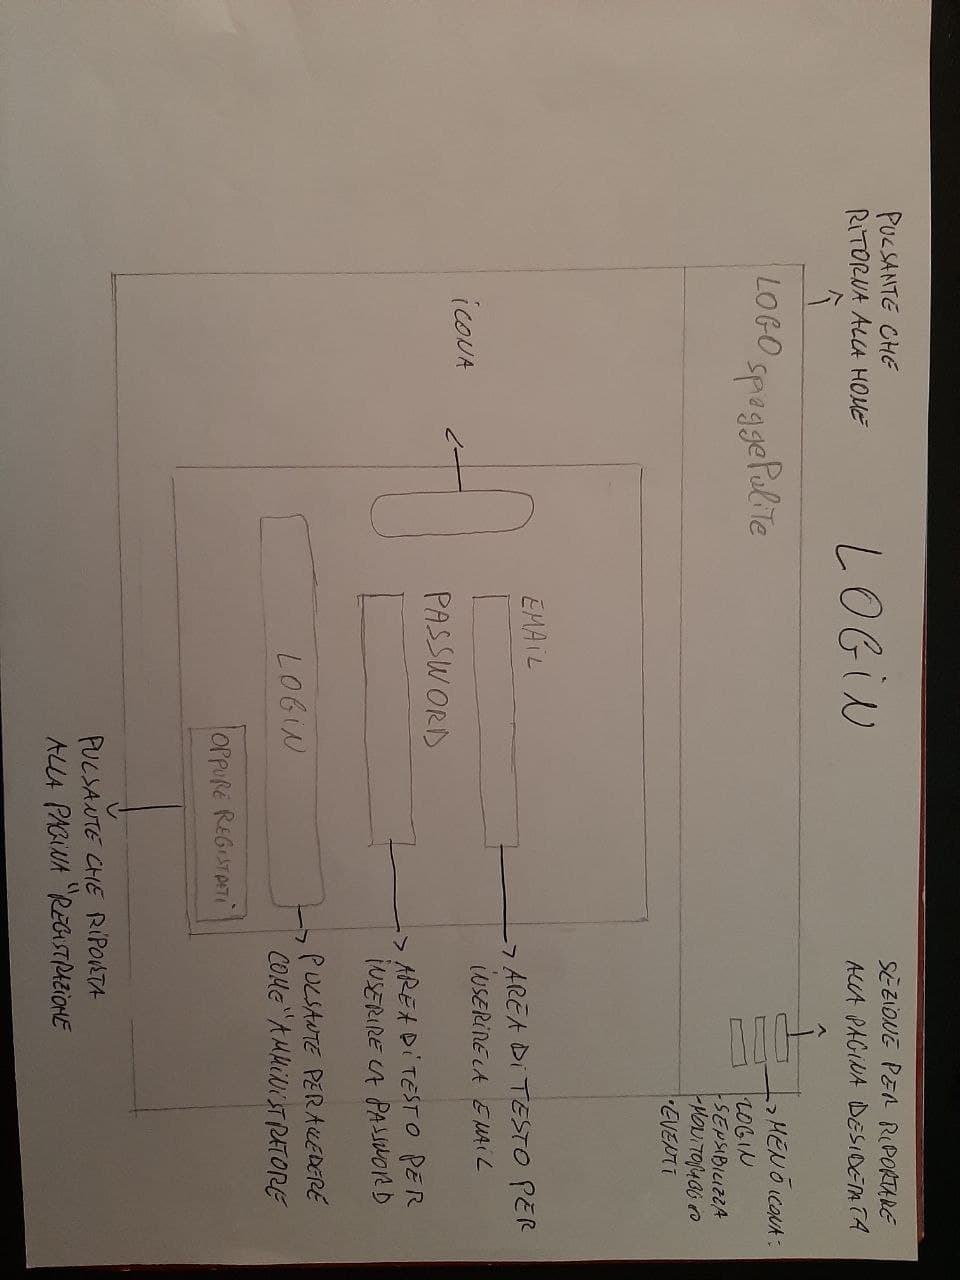 PULSANTE CHE
RITORNA ALLA HOME
LOGIN
SEZIONE PER RIPORTARE
ALLA PAGINA DESIDERATA
LOGO spiaggePulite
MENÙ ICONA:
LOGIN
-SENSIBILIZZA
-MONITORAGGIO
•EVENTI
ICONA
EMAIL
AREA DI TESTO PER
INSERIRE LA EMAIL
PASSWORD
AREA DI TESTO PER
INSERIRE LA PASSWORD
LOGIN
PULSANTE PER ACCEDERE
COME "AMMINISTRATORE
OPPURE REGISTRATI
PULSANTE CHE RIPORTA
ALLA PAGINA "REGISTRAZIONE